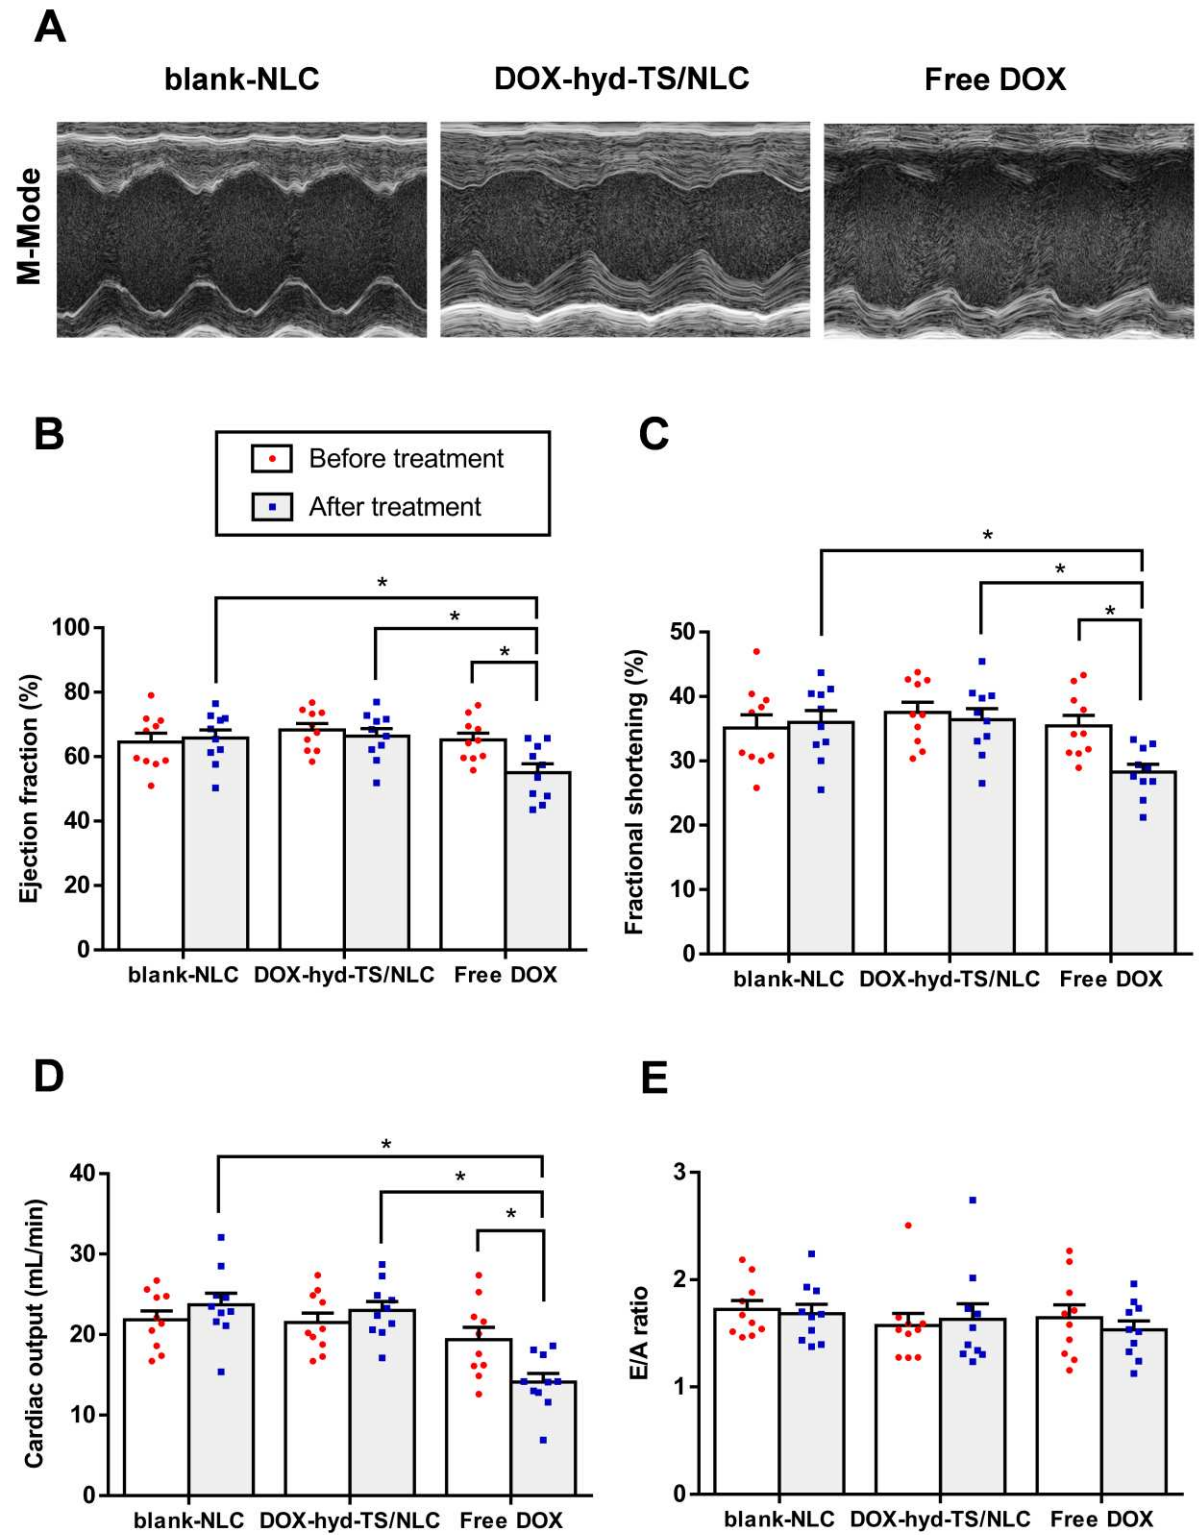 A
blank-NLC
DOX-hyd-TS/NLC
Free DOX
M-Mode
B
Before treatment
After treatment
*
*
*
Ejection fraction (%)
100
80
60
40
20
0
blank-NLC
DOX-hyd-TS/NLC
Free DOX
C
*
*
*
Fractional shortening (%)
50
40
30
20
10
0
blank-NLC
DOX-hyd-TS/NLC
Free DOX
D
*
*
*
Cardiac output (mL/min)
40
30
20
10
0
blank-NLC
DOX-hyd-TS/NLC
Free DOX
E
E/A ratio
3
2
1
0
blank-NLC
DOX-hyd-TS/NLC
Free DOX